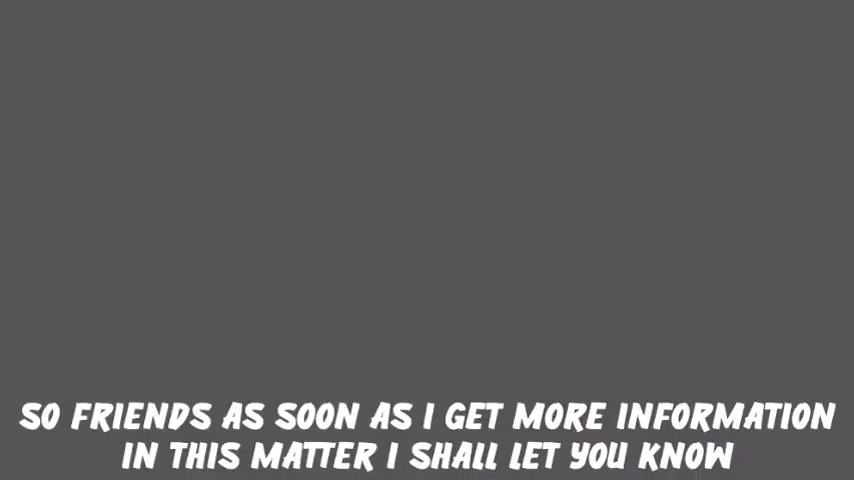 SO FRIENDS AS SOON AS I GET MORE INFORMATION
IN THIS MATTER I SHALL LET YOU KNOW